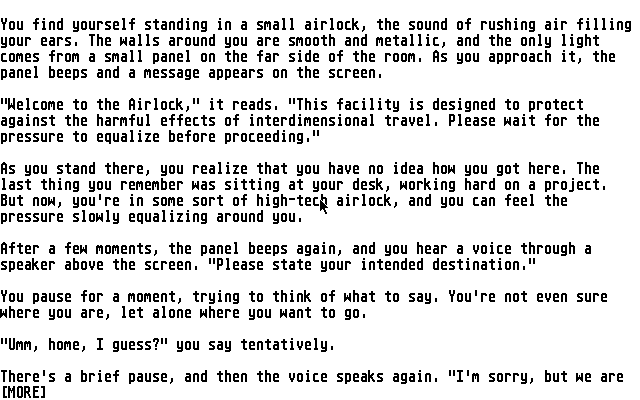 You find yourself standing in a small airlock, the sound of rushing air filling
your ears. The walls around you are smooth and metallic, and the only light
comes from a small panel on the far side of the room. As you approach it, the
panel beeps and a message appears on the screen.
"Welcome to the Airlock," it reads. "This facility is designed to protect
against the harmful effects of interdimensional travel. Please wait for the
pressure to equalize before proceeding."
As you stand there, you realize that you have no idea how you got here. The
last thing you remember was sitting at your desk, working hard on a project.
But now, you're in some sort of high-tech airlock, and you can feel the
pressure slowly equalizing around you.
After a few moments, the panel beeps again, and you hear a voice through a
speaker above the screen. "Please state your intended destination."
You pause for a moment, trying to think of what to say. You're not even sure
where you are, let alone where you want to go.
"Umm, home, I guess?" you say tentatively.
There's a brief pause, and then the voice speaks again. "I'm sorry, but we are
[MORE]